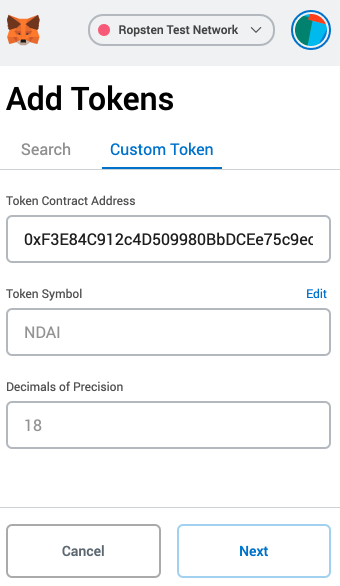 Ropsten Test Network
Add Tokens
Search
Custom Token
Token Contract Address
0xF3E84C912c4D509980BbDCEe75c9ec
Token Symbol
Edit
NDAI
Decimals of Precision
18
Cancel
Next